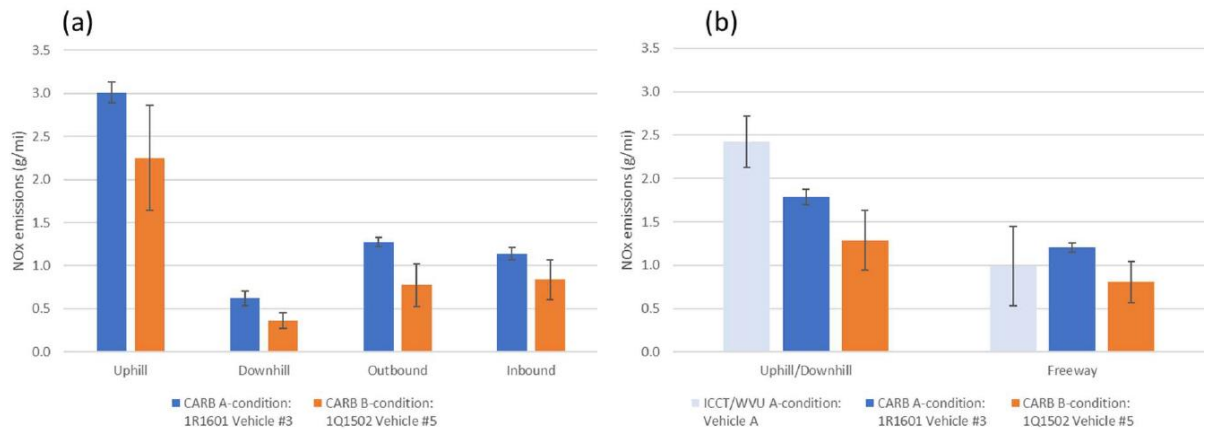 (a)
3.5
3.0
2.5
2.0
1.5
1.0
0.5
0.0
NOx emissions (g/mi)
Uphill
Downhill
Outbound
Inbound
CARB A-condition:
1R1601 Vehicle #3
CARB B-condition:
1Q1502 Vehicle #5
(b)
3.5
3.0
2.5
2.0
1.5
1.0
0.5
0.0
NOx emissions (g/mi)
Uphill/Downhill
Freeway
ICCT/WVU A-condition:
Vehicle A
CARB A-condition:
1R1601 Vehicle #3
CARB B-condition:
1Q1502 Vehicle #5